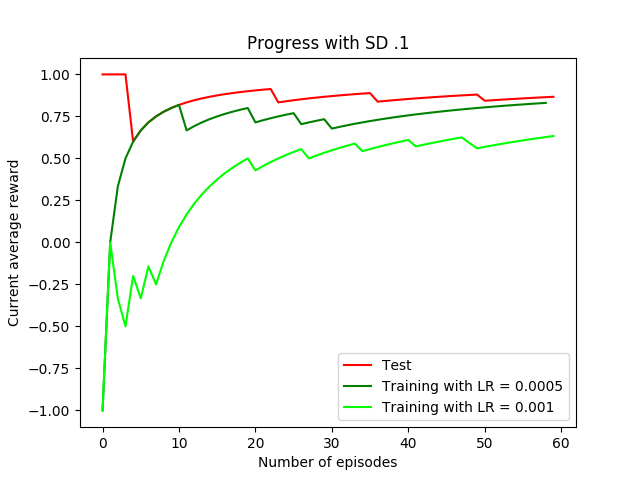 Progress with SD .1
1.00
0.75
0.50
0.25
0.00
−0.25
−0.50
−0.75
−1.00
Current average reward
Test
Training with LR = 0.0005
Training with LR = 0.001
0 10 20 30 40 50 60
Number of episodes